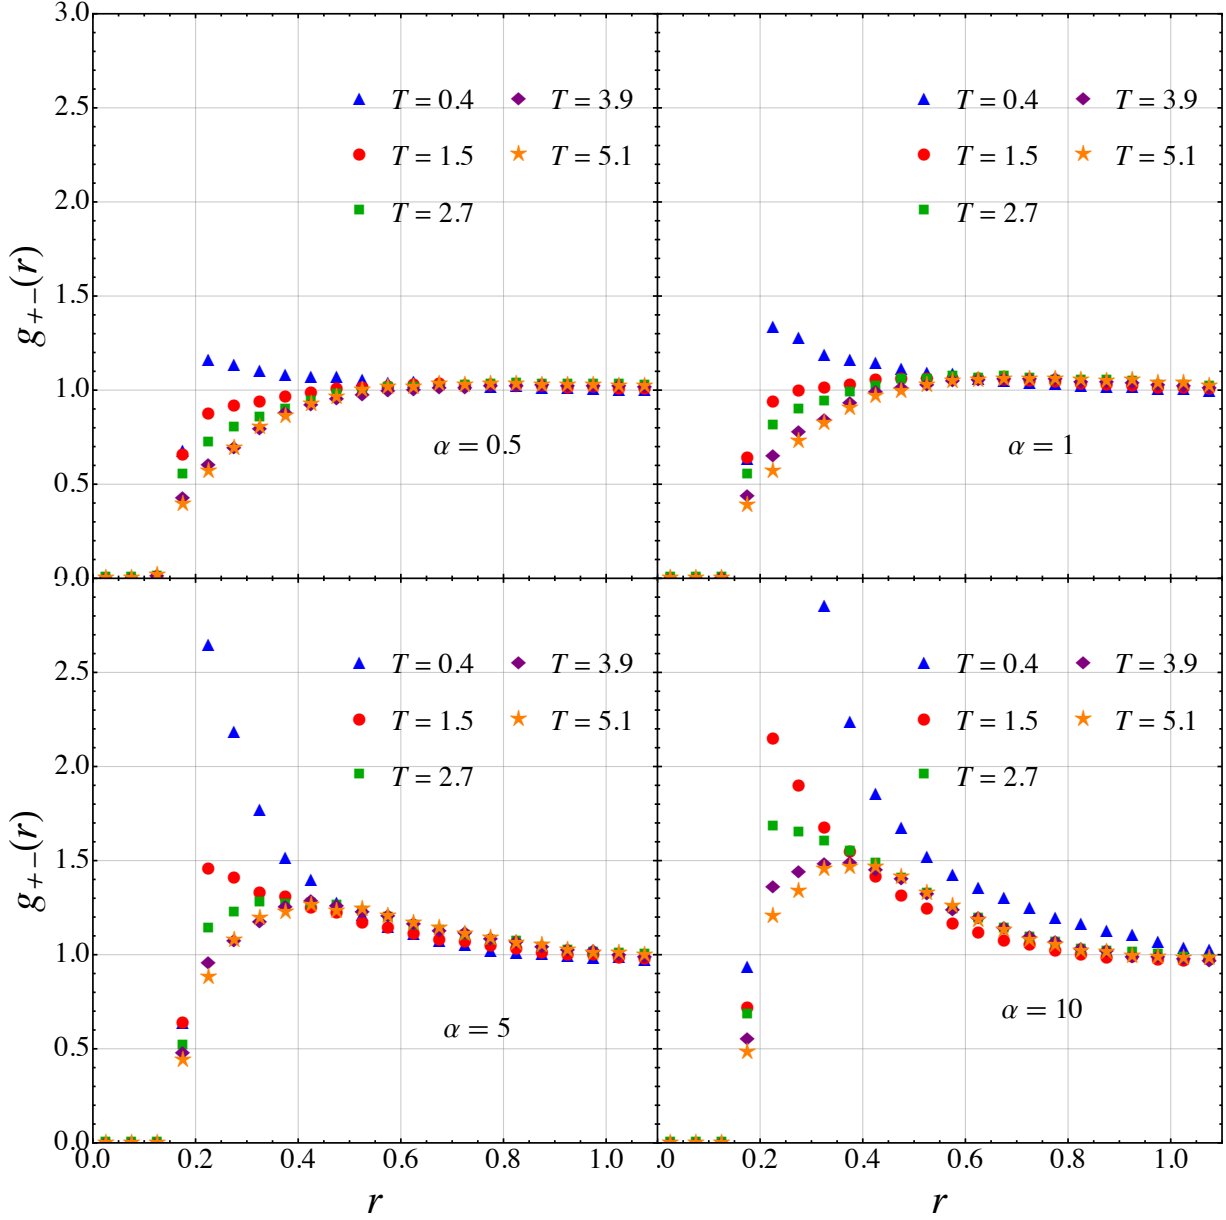 3.0
2.5
2.0
1.5
1.0
0.5
0.0
g+−(r)
T = 0.4 T = 3.9
T = 1.5 T = 5.1
T = 2.7
α = 0.5
T = 0.4 T = 3.9
T = 1.5 T = 5.1
T = 2.7
α = 1
2.5
2.0
1.5
1.0
0.5
0.0
g+−(r)
T = 0.4 T = 3.9
T = 1.5 T = 5.1
T = 2.7
α = 5
T = 0.4 T = 3.9
T = 1.5 T = 5.1
T = 2.7
α = 10
0.0 0.2 0.4 0.6 0.8 1.0 .0 0.2 0.4 0.6 0.8 1.0
r r